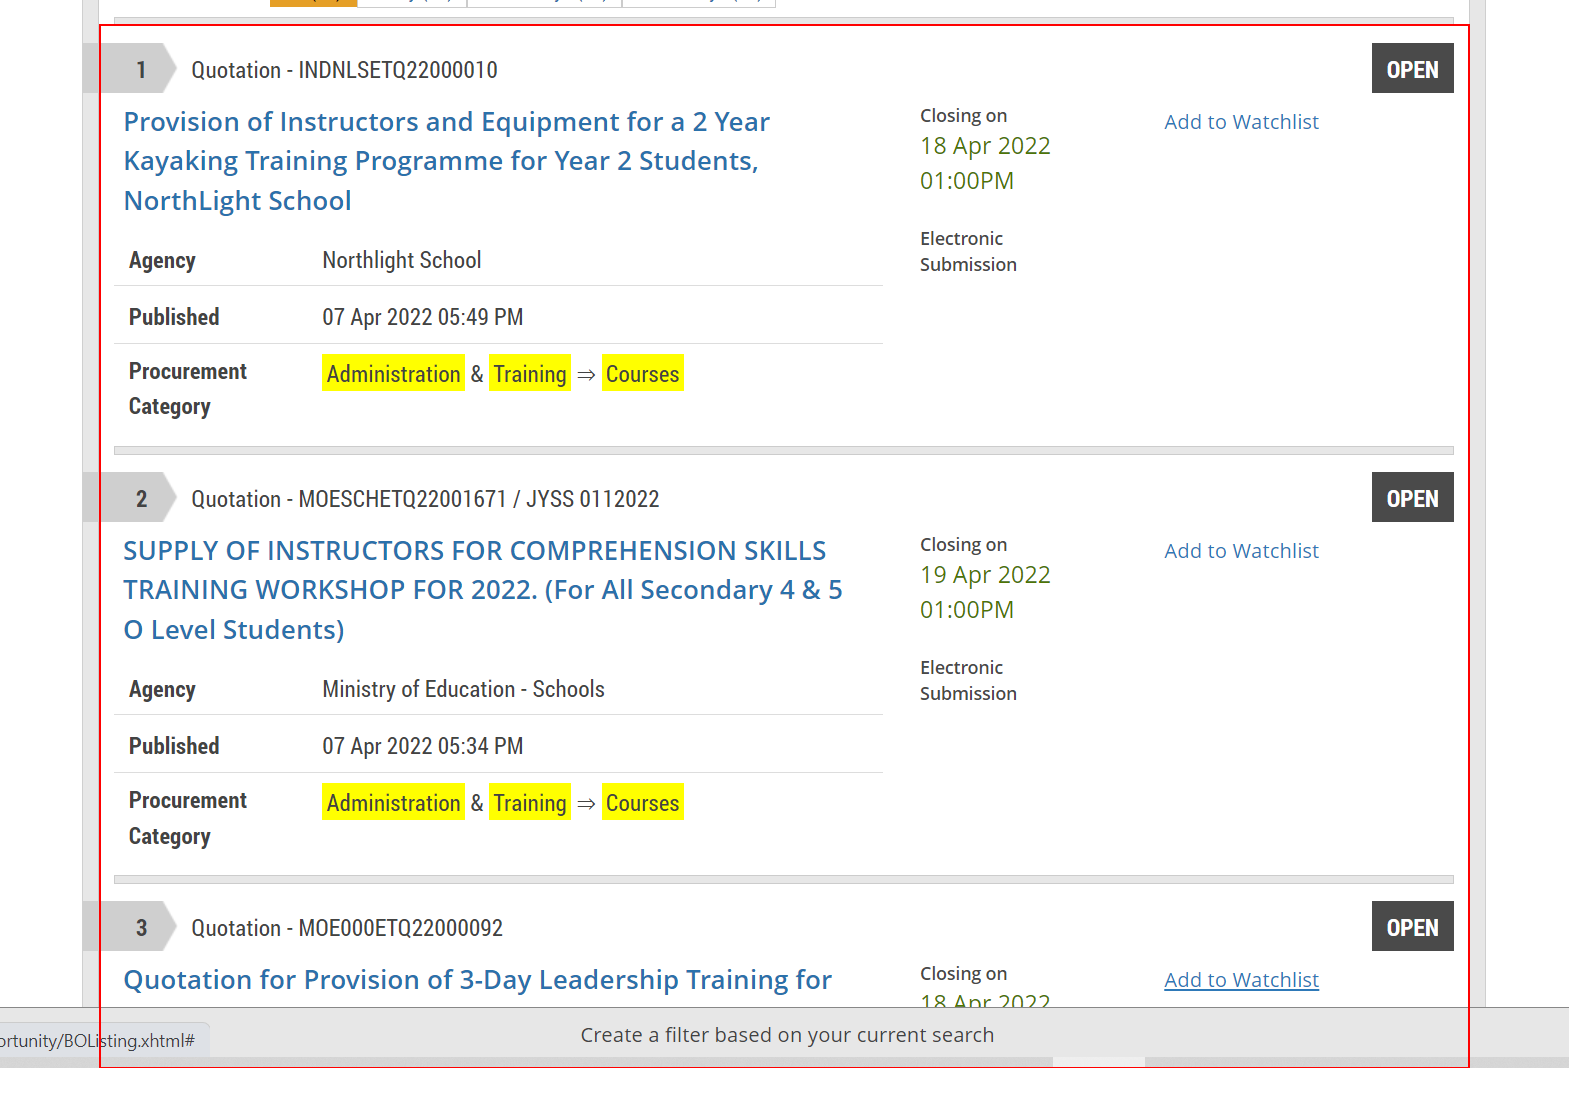 1
Quotation - INDNLSETQ22000010
OPEN
Provision of Instructors and Equipment for a 2 Year
Kayaking Training Programme for Year 2 Students,
NorthLight School
Closing on
18 Apr 2022
01:00PM
Electronic
Submission
Add to Watchlist
Agency
Northlight School
Published
07 Apr 2022 05:49 PM
Procurement
Category
Administration & Training ⇒ Courses
2
Quotation - MOESCHETQ22001671 / JYSS 0112022
OPEN
SUPPLY OF INSTRUCTORS FOR COMPREHENSION SKILLS
TRAINING WORKSHOP FOR 2022. (For All Secondary 4 & 5
O Level Students)
Closing on
19 Apr 2022
01:00PM
Electronic
Submission
Add to Watchlist
Agency
Ministry of Education - Schools
Published
07 Apr 2022 05:34 PM
Procurement
Category
Administration & Training ⇒ Courses
3
Quotation - MOE000ETQ22000092
OPEN
Quotation for Provision of 3-Day Leadership Training for
Closing on
18 Apr 2022
Add to Watchlist
ortunity/BOListing.xhtml#
Create a filter based on your current search